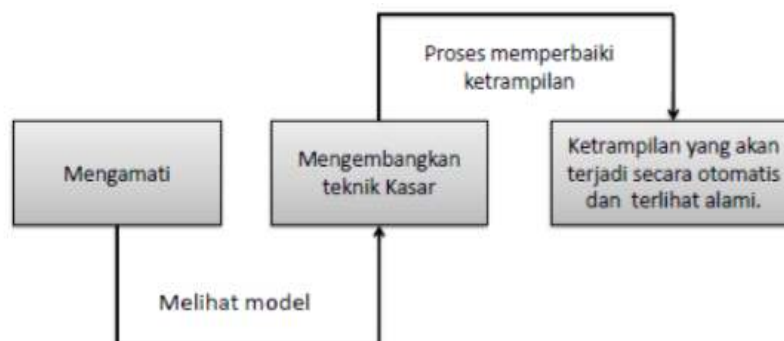 Proses memperbaiki
ketrampilan
Mengamati
Mengembangkan
teknik Kasar
Ketrampilan yang akan
terjadi secara otomatis
dan terlihat alami.
Melihat model